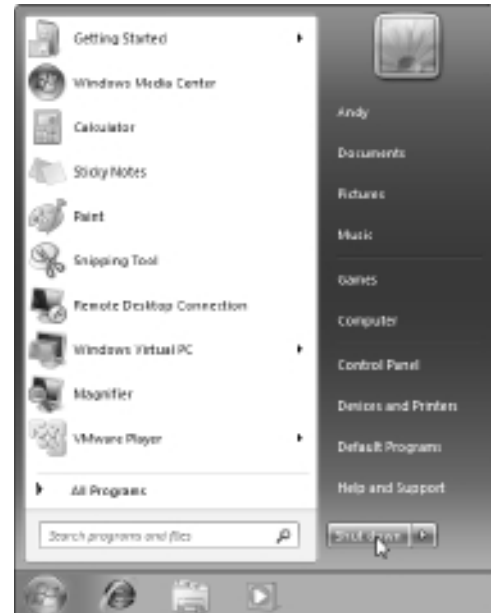 Getting Started
Windows Media Center
Calculator
Sticky Notes
Paint
Snipping Tool
Remote Desktop Connection
Windows Virtual PC
Magnifier
VMware Player
All Programs
Search programs and files
Andy
Documents
Pictures
Music
Games
Computer
Control Panel
Devices and Printers
Default Programs
Help and Support
Shut down